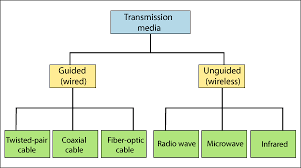 Transmission
media
Guided
(wired)
Unguided
(wireless)
Twisted-pair
cable
Coaxial
cable
Fiber-optic
cable
Radio wave
Microwave
Infrared